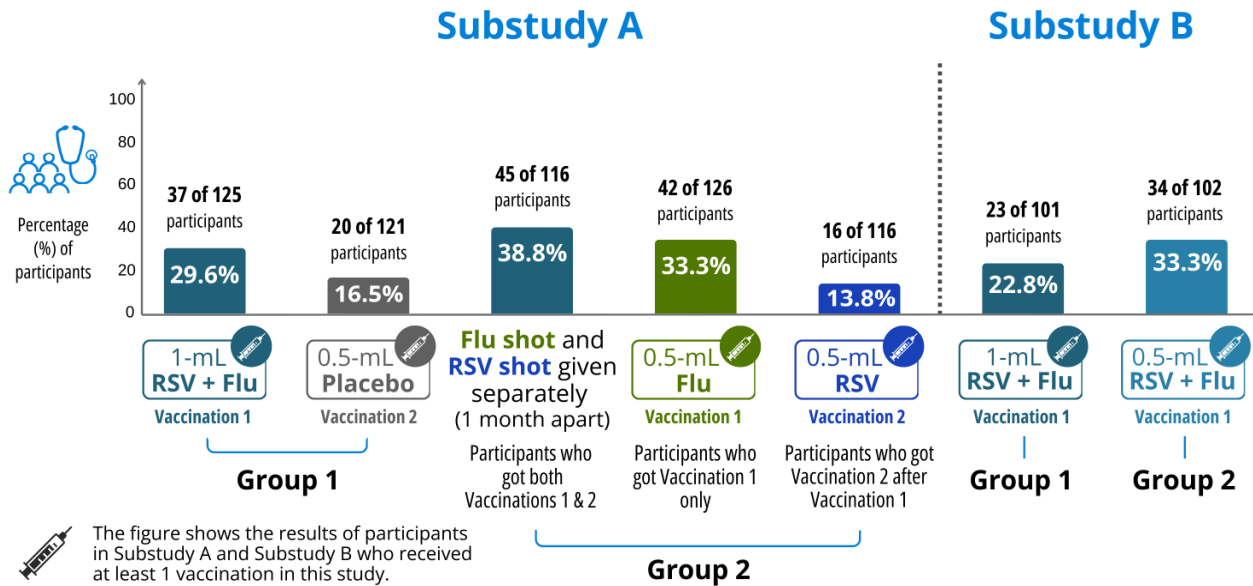 Substudy A
Substudy B
Percentage
(%) of
participants
100
80
60
40
20
0
37 of 125
participants
29.6%
20 of 121
participants
16.5%
45 of 116
participants
38.8%
42 of 126
participants
33.3%
16 of 116
participants
13.8%
23 of 101
participants
22.8%
34 of 102
participants
33.3%
1-mL
RSV + Flu
Vaccination 1
0.5-mL
Placebo
Vaccination 2
Group 1
Flu shot and
RSV shot given
separately
(1 month apart)
Participants who
got both
Vaccinations 1 & 2
0.5-mL
Flu
Vaccination 1
Participants who
got Vaccination 1
only
0.5-mL
RSV
Vaccination 2
Participants who got
Vaccination 2 after
Vaccination 1
Group 2
1-mL
RSV + Flu
Vaccination 1
Group 1
0.5-mL
RSV + Flu
Vaccination 1
Group 2
The figure shows the results of participants
in Substudy A and Substudy B who received
at least 1 vaccination in this study.